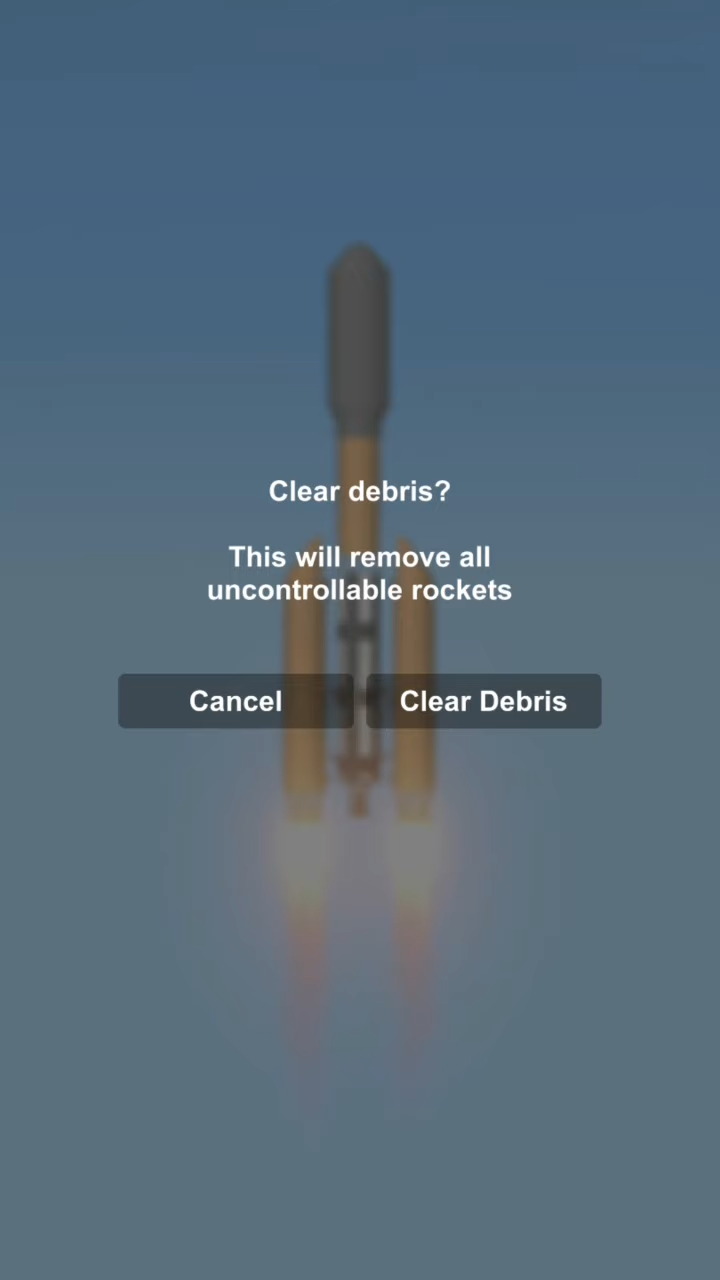 Clear debris?
This will remove all
uncontrollable rockets
Cancel
Clear Debris